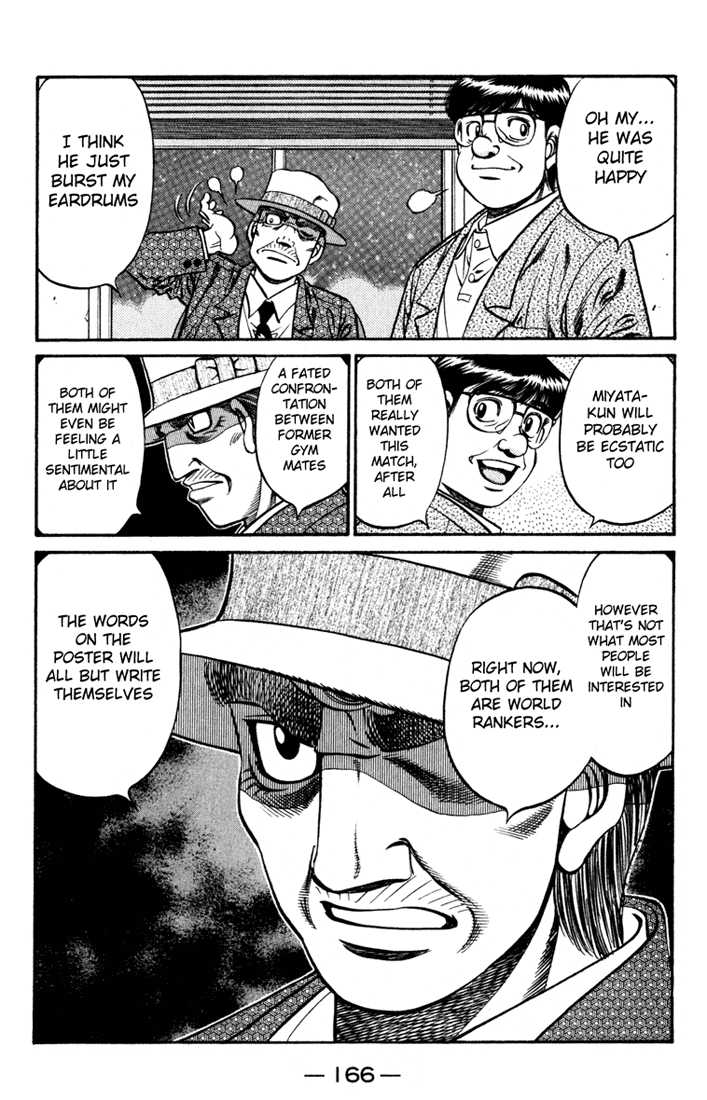 OH MY...
HE WAS
QUITE
HAPPY
I THINK
HE JUST
BURST MY
EARDRUMS
MIYATA-
KUN WILL
PROBABLY
BE ECSTATIC
TOO
BOTH OF
THEM
REALLY
WANTED
THIS
MATCH,
AFTER
ALL
A FATED
CONFRON-
TATION
BETWEEN
FORMER
GYM
MATES
BOTH OF
THEM MIGHT
EVEN BE
FEELING A
LITTLE
SENTIMENTAL
ABOUT IT
HOWEVER
THAT'S NOT
WHAT MOST
PEOPLE
WILL BE
INTERESTED
IN
RIGHT NOW,
BOTH OF THEM
ARE WORLD
RANKERS...
THE WORDS
ON THE
POSTER WILL
ALL BUT WRITE
THEMSELVES
— 166 —